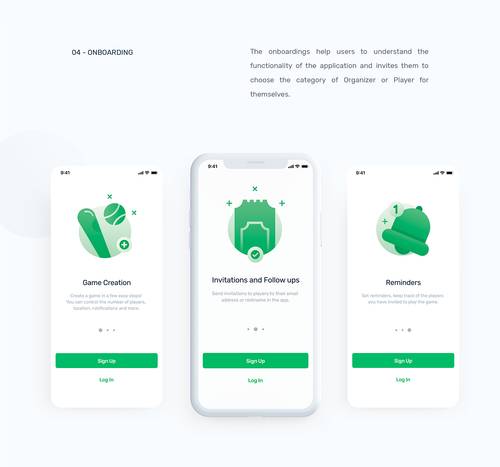 04 - ONBOARDING
The onboardings help users to understand the
functionality of the application and invites them to
choose the category of Organizer or Player for
themselves.
9:41
Game Creation
Create a game in a few easy steps!
You can control the number of players,
location, notifications and more.
Sign Up
Log In
9:41
Invitations and Follow ups
Send invitations to players by their email
address or nickname in the app.
Sign Up
Log In
9:41
1
Reminders
Set reminders, keep track of the players
you have invited to play the game.
Sign Up
Log In